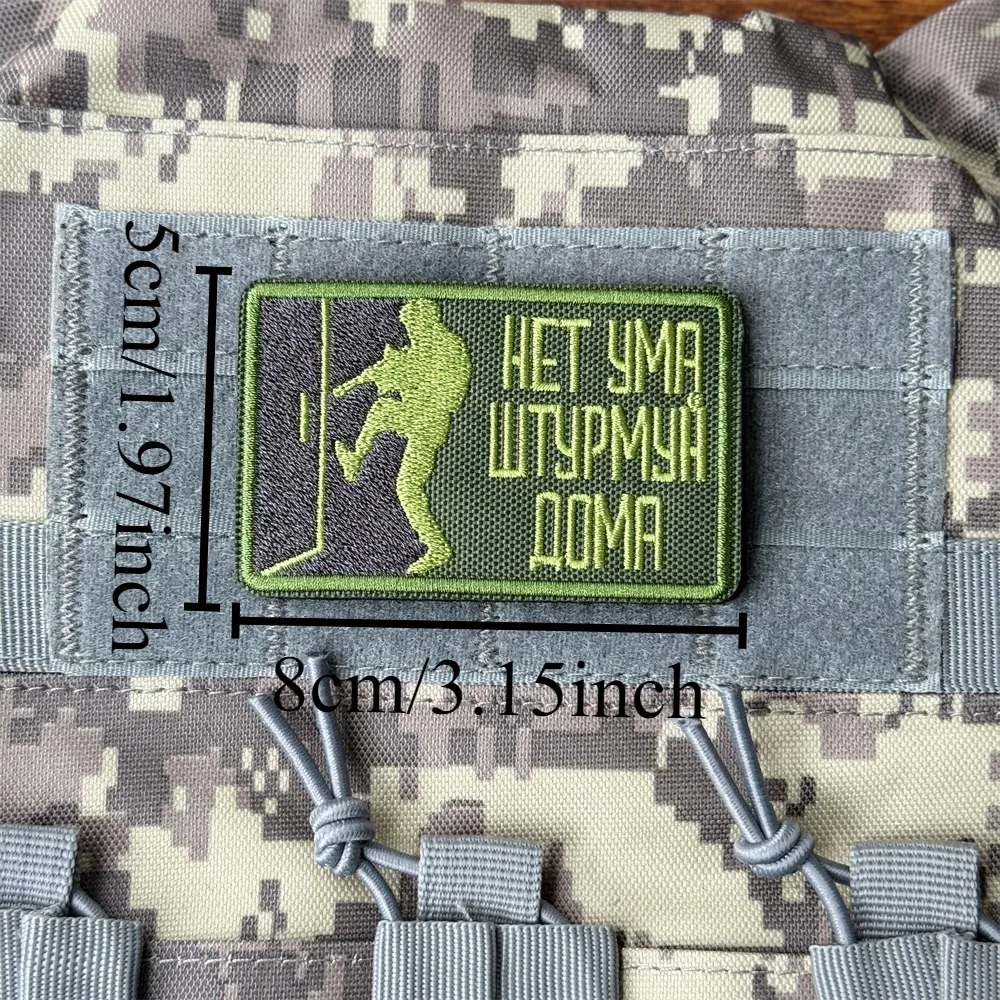 5cm/1.97inch
НЕТ УМА
ШТУРМУЙ
ДОМА
8cm/3.15inch